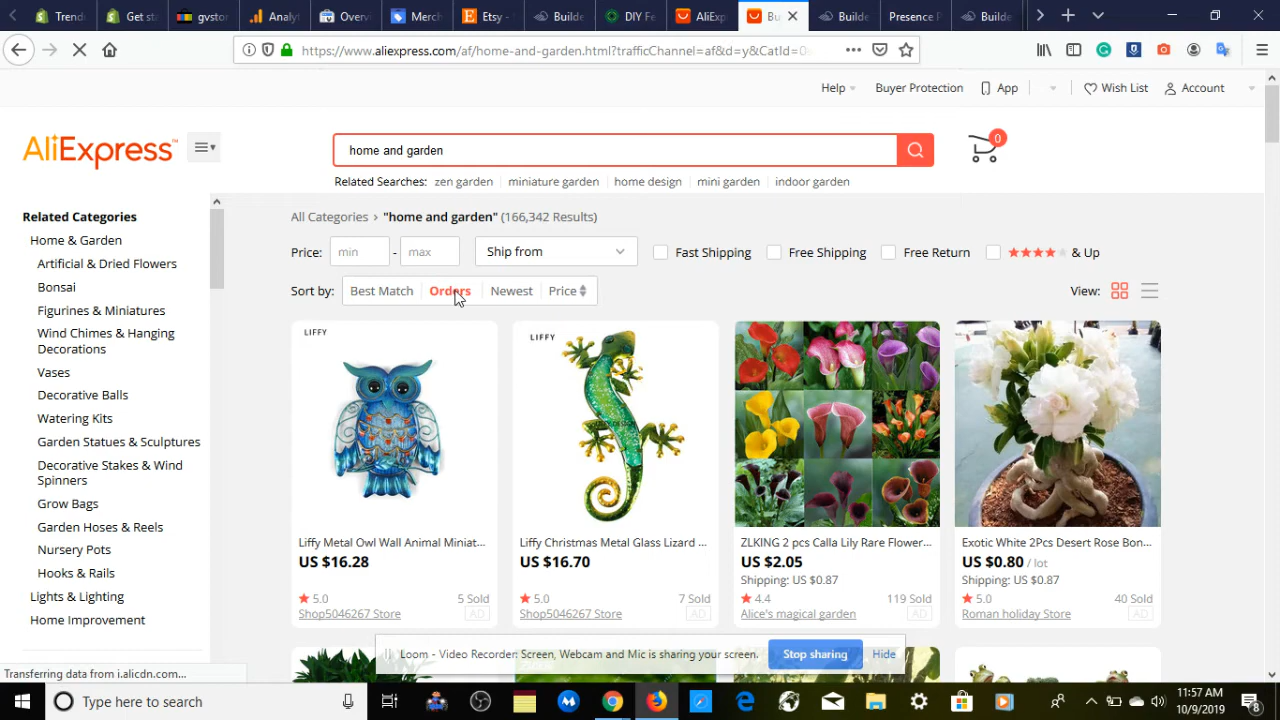 Trend
Get st
gvstor
Analy
Overv
Merch
Etsy
Builde
DIY Fe
AliExp
Bu
Builde
Presence P
Builde
https://www.aliexpress.com/af/home-and-garden.html?trafficChannel=af&d=y&CatId=0
Help
Buyer Protection
App
Wish List
Account
AliExpress
home and garden
0
Related Searches: zen garden miniature garden home design mini garden indoor garden
Related Categories
Home & Garden
Artificial & Dried Flowers
Bonsai
Figurines & Miniatures
Wind Chimes & Hanging
Decorations
Vases
Decorative Balls
Watering Kits
Garden Statues & Sculptures
Decorative Stakes & Wind
Spinners
Grow Bags
Garden Hoses & Reels
Nursery Pots
Hooks & Rails
Lights & Lighting
Home Improvement
All Categories > "home and garden" (166,342 Results)
Price: min - max Ship from Fast Shipping Free Shipping Free Return & Up
Sort by: Best Match Orders Newest Price View:
LIFFY
Liffy Metal Owl Wall Animal Miniat...
US $16.28
5.0 5 Sold
Shop5046267 Store AD
LIFFY
Liffy Christmas Metal Glass Lizard ...
US $16.70
5.0 7 Sold
Shop5046267 Store AD
ZLKING 2 pcs Calla Lily Rare Flower...
US $2.05
Shipping: US $0.87
4.4 119 Sold
Alice's magical garden AD
Exotic White 2Pcs Desert Rose Bon...
US $0.80 / lot
Shipping: US $0.87
5.0 40 Sold
Roman holiday Store AD
Loom - Video Recorder: Screen, Webcam and Mic is sharing your screen. Stop sharing Hide
Transferring data from i.alicdn.com...
Type here to search
11:57 AM
10/9/2019
8